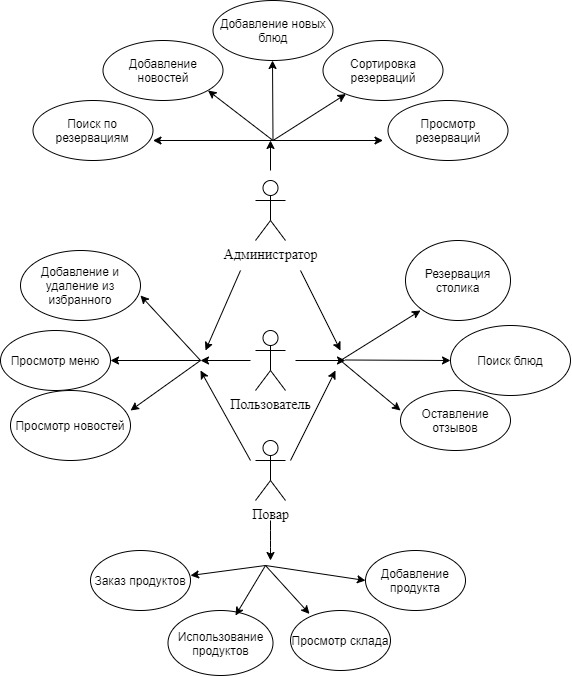 Добавление новых
блюд
Добавление
новостей
Сортировка
резерваций
Поиск по
резервациям
Просмотр
резерваций
Администратор
Добавление и
удаление из
избранного
Резервация
столика
Просмотр меню
Поиск блюд
Пользователь
Просмотр новостей
Оставление
отзывов
Повар
Заказ продуктов
Добавление
продукта
Использование
продуктов
Просмотр склада